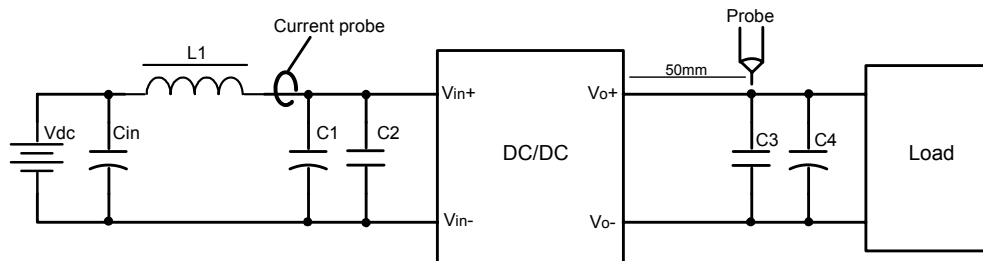 Probe
Current probe
L1
50mm
Vin+
Vo+
Vdc
Cin
C1
C2
DC/DC
C3
C4
Load
Vin-
Vo-